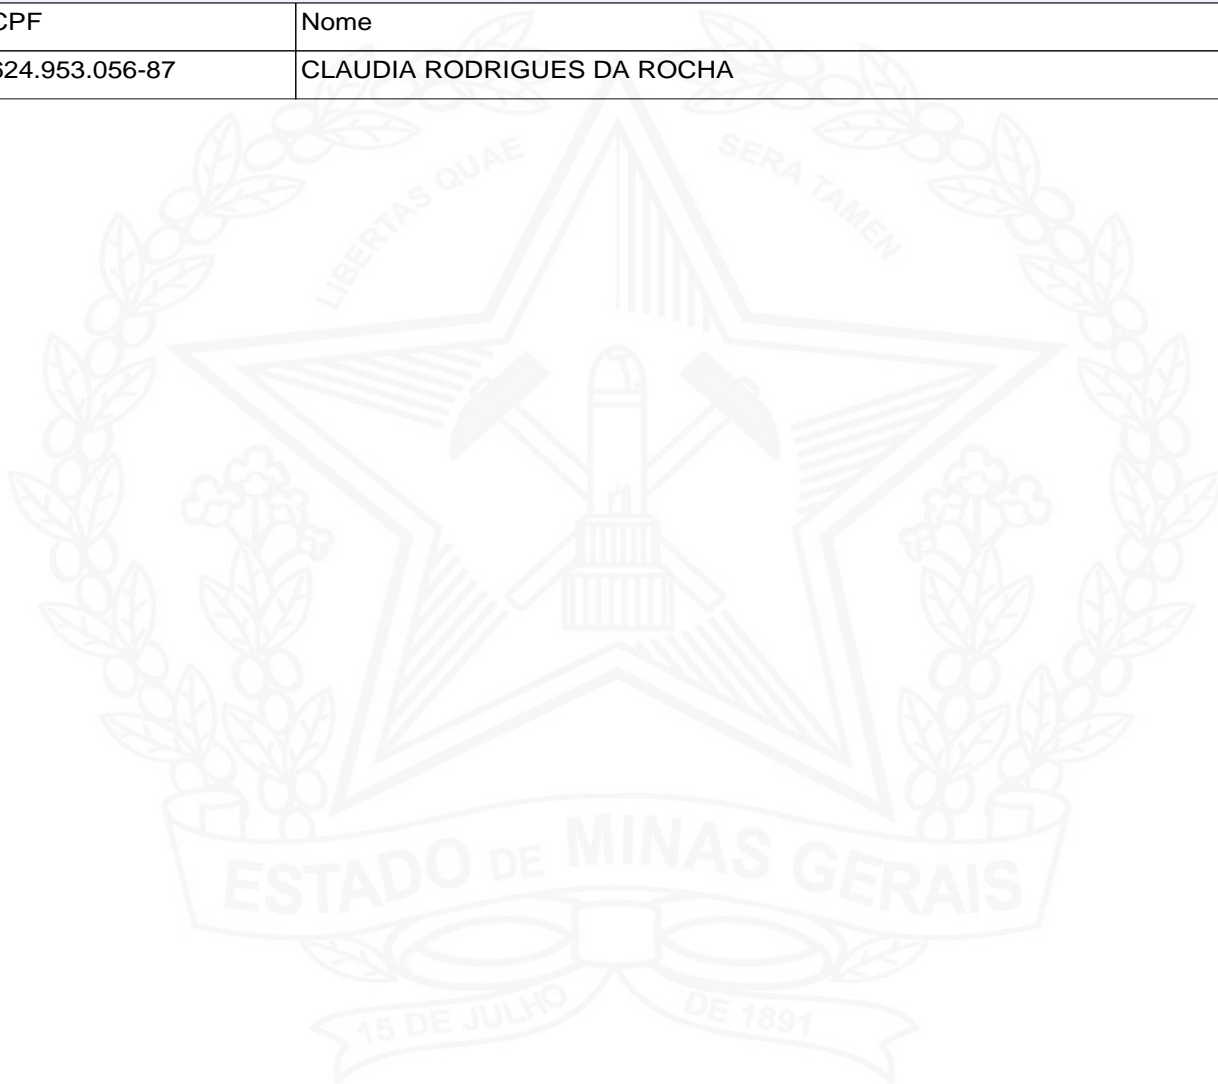 CPF Nome
624.953.056-87 CLAUDIA RODRIGUES DA ROCHA
LIBERTAS QUAE SERA TAMEN
ESTADO DE MINAS GERAIS
15 DE JULHO DE 1891